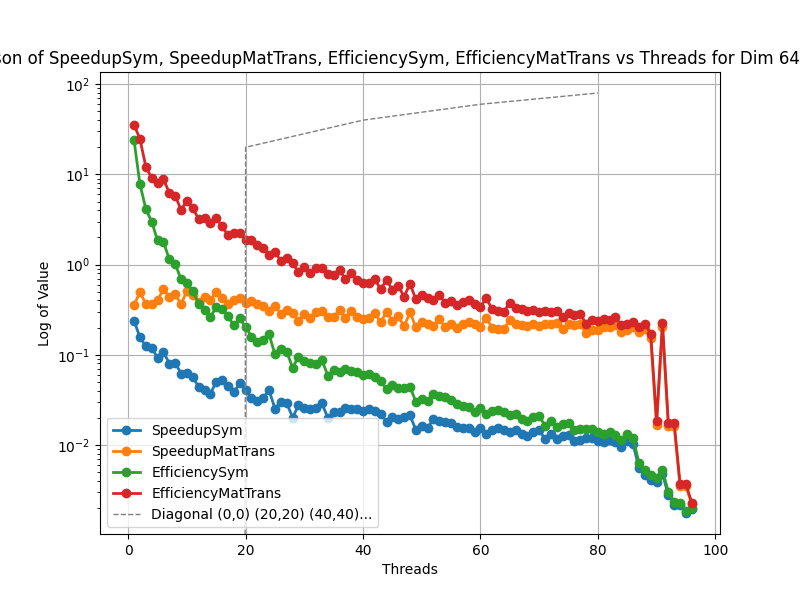 son of SpeedupSym, SpeedupMatTrans, EfficiencySym, EfficiencyMatTrans vs Threads for Dim 64
10²
10¹
10⁰
10⁻¹
10⁻²
Log of Value
SpeedupSym
SpeedupMatTrans
EfficiencySym
EfficiencyMatTrans
Diagonal (0,0) (20,20) (40,40)...
0 20 40 60 80 100
Threads